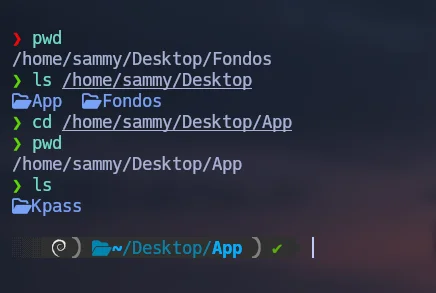 ❯ pwd
/home/sammy/Desktop/Fondos
❯ ls /home/sammy/Desktop
App Fondos
❯ cd /home/sammy/Desktop/App
❯ pwd
/home/sammy/Desktop/App
❯ ls
Kpass
) ~/Desktop/App ) ✔